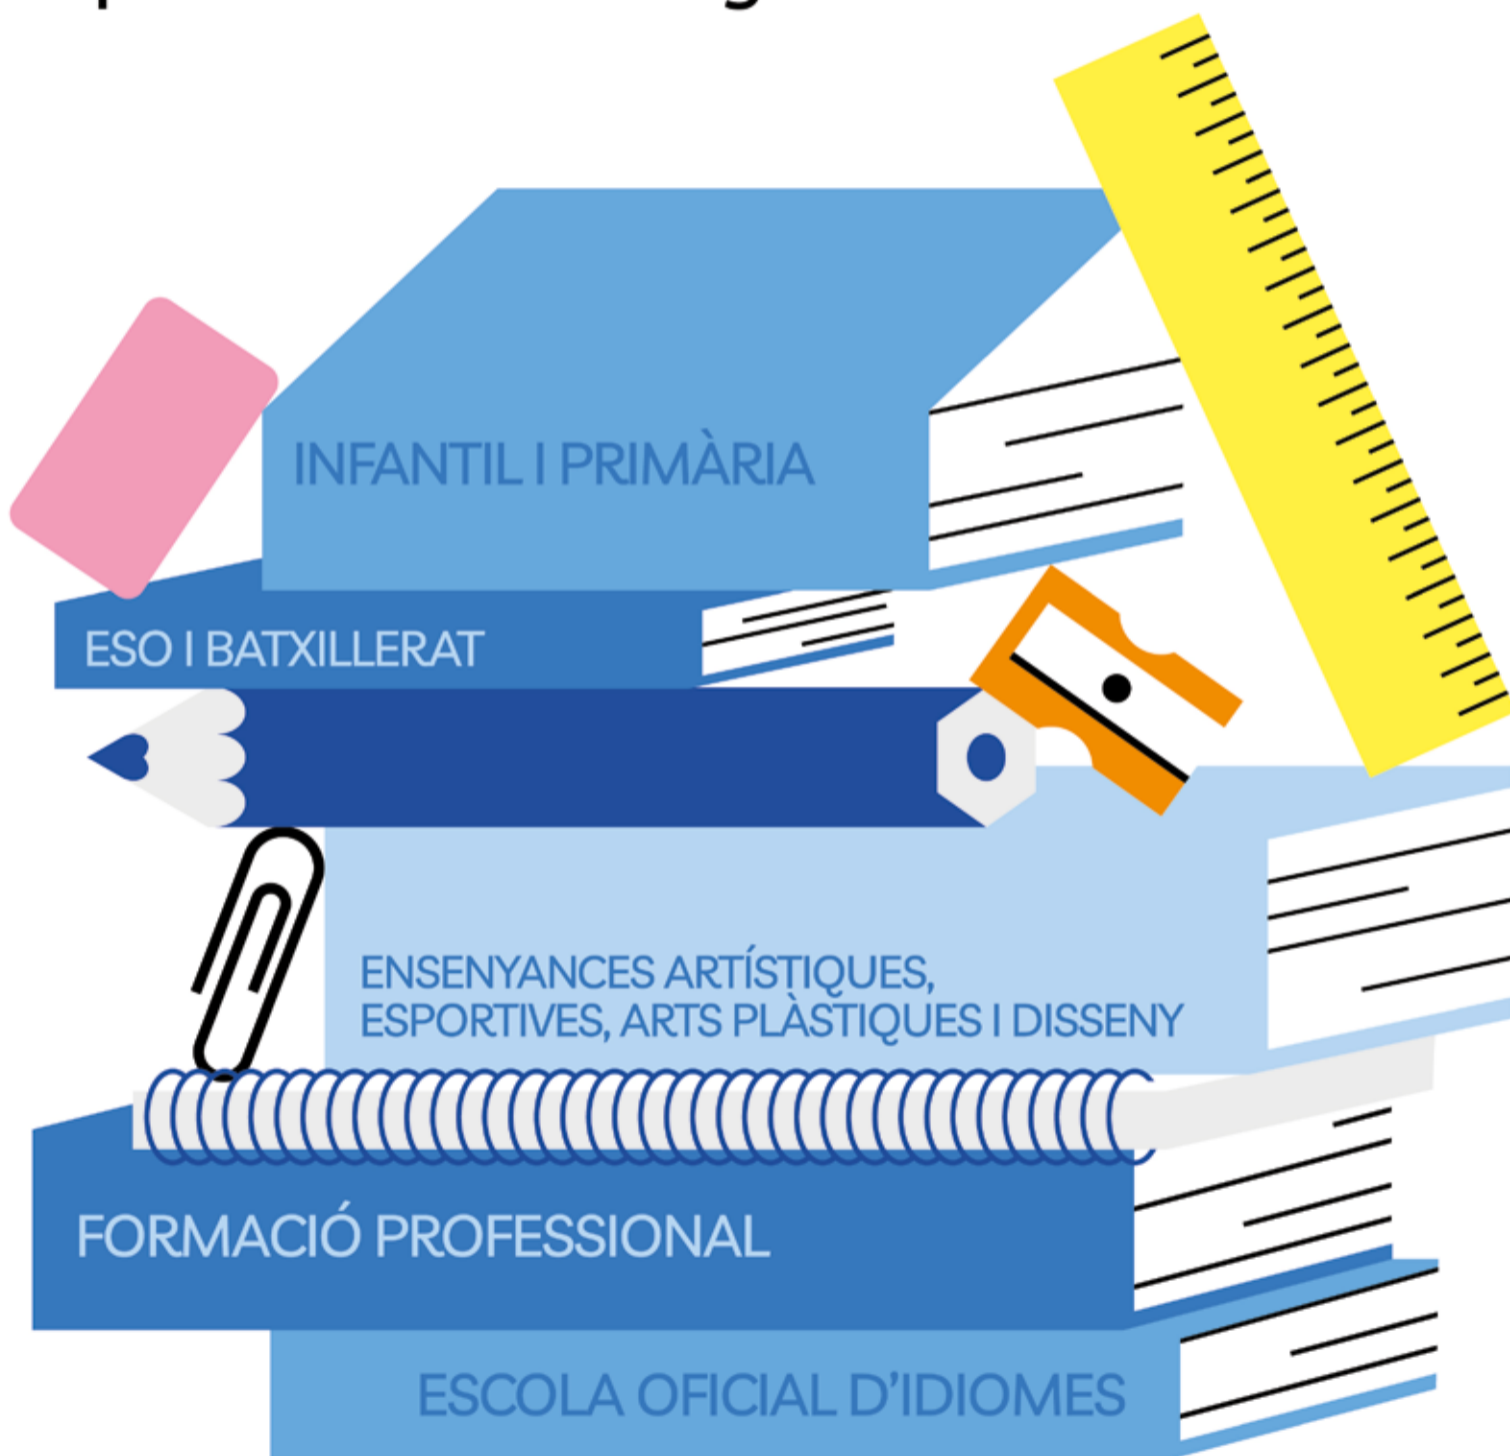 INFANTIL I PRIMÀRIA
ESO I BATXILLERAT
ENSENYANCES ARTÍSTIQUES,
ESPORTIVES, ARTS PLÀSTIQUES I DISSENY
FORMACIÓ PROFESSIONAL
ESCOLA OFICIAL D’IDIOMES